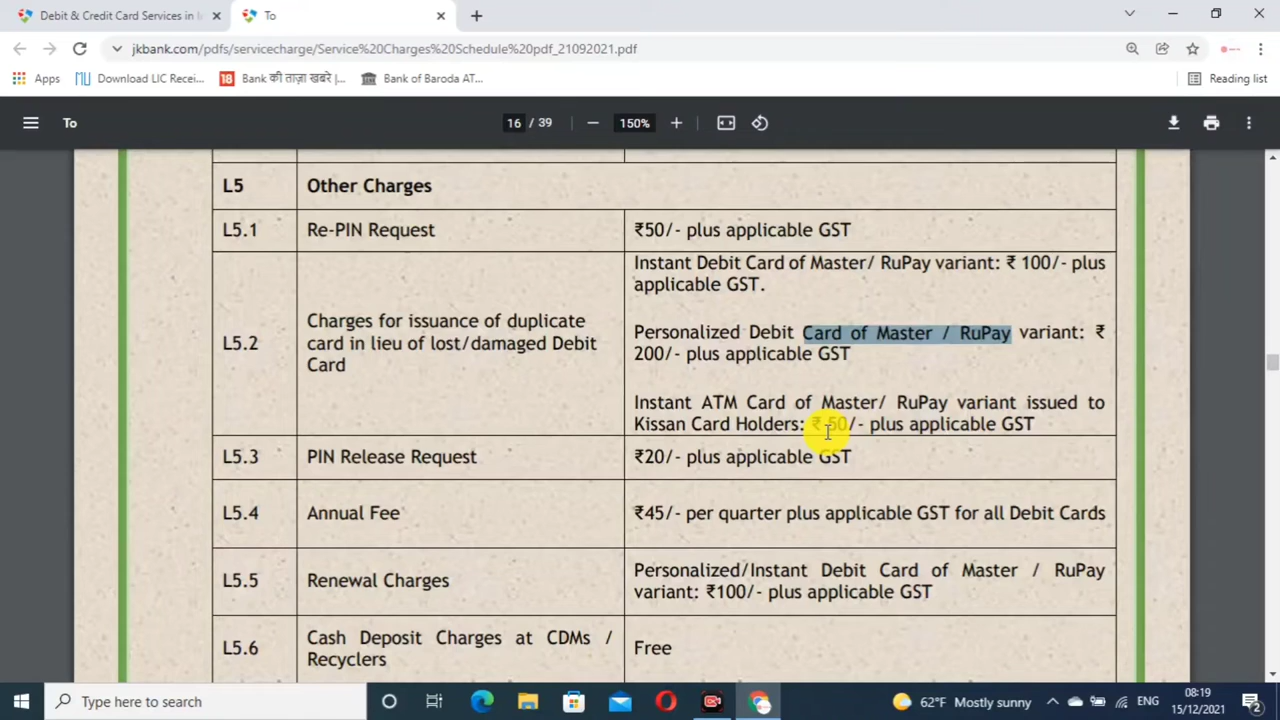 Debit & Credit Card Services in I
To
jkbank.com/pdfs/servicecharge/Service%20Charges%20Schedule%20pdf_21092021.pdf
Apps
Download LIC Recei...
18
Bank की ताज़ा खबरे |...
Bank of Baroda AT...
Reading list
To
16 / 39
150%
L5 Other Charges
L5.1 Re-PIN Request ₹50/- plus applicable GST
Instant Debit Card of Master/ RuPay variant: ₹ 100/- plus
applicable GST.
L5.2
Charges for issuance of duplicate
card in lieu of lost/damaged Debit
Card
Personalized Debit Card of Master / RuPay variant: ₹
200/- plus applicable GST
Instant ATM Card of Master/ RuPay variant issued to
Kissan Card Holders: ₹ 50/- plus applicable GST
L5.3 PIN Release Request ₹20/- plus applicable GST
L5.4 Annual Fee ₹45/- per quarter plus applicable GST for all Debit Cards
L5.5 Renewal Charges
Personalized/Instant Debit Card of Master / RuPay
variant: ₹100/- plus applicable GST
L5.6
Cash Deposit Charges at CDMs /
Recyclers
Free
Type here to search
62°F Mostly sunny
ENG
08:19
15/12/2021
2